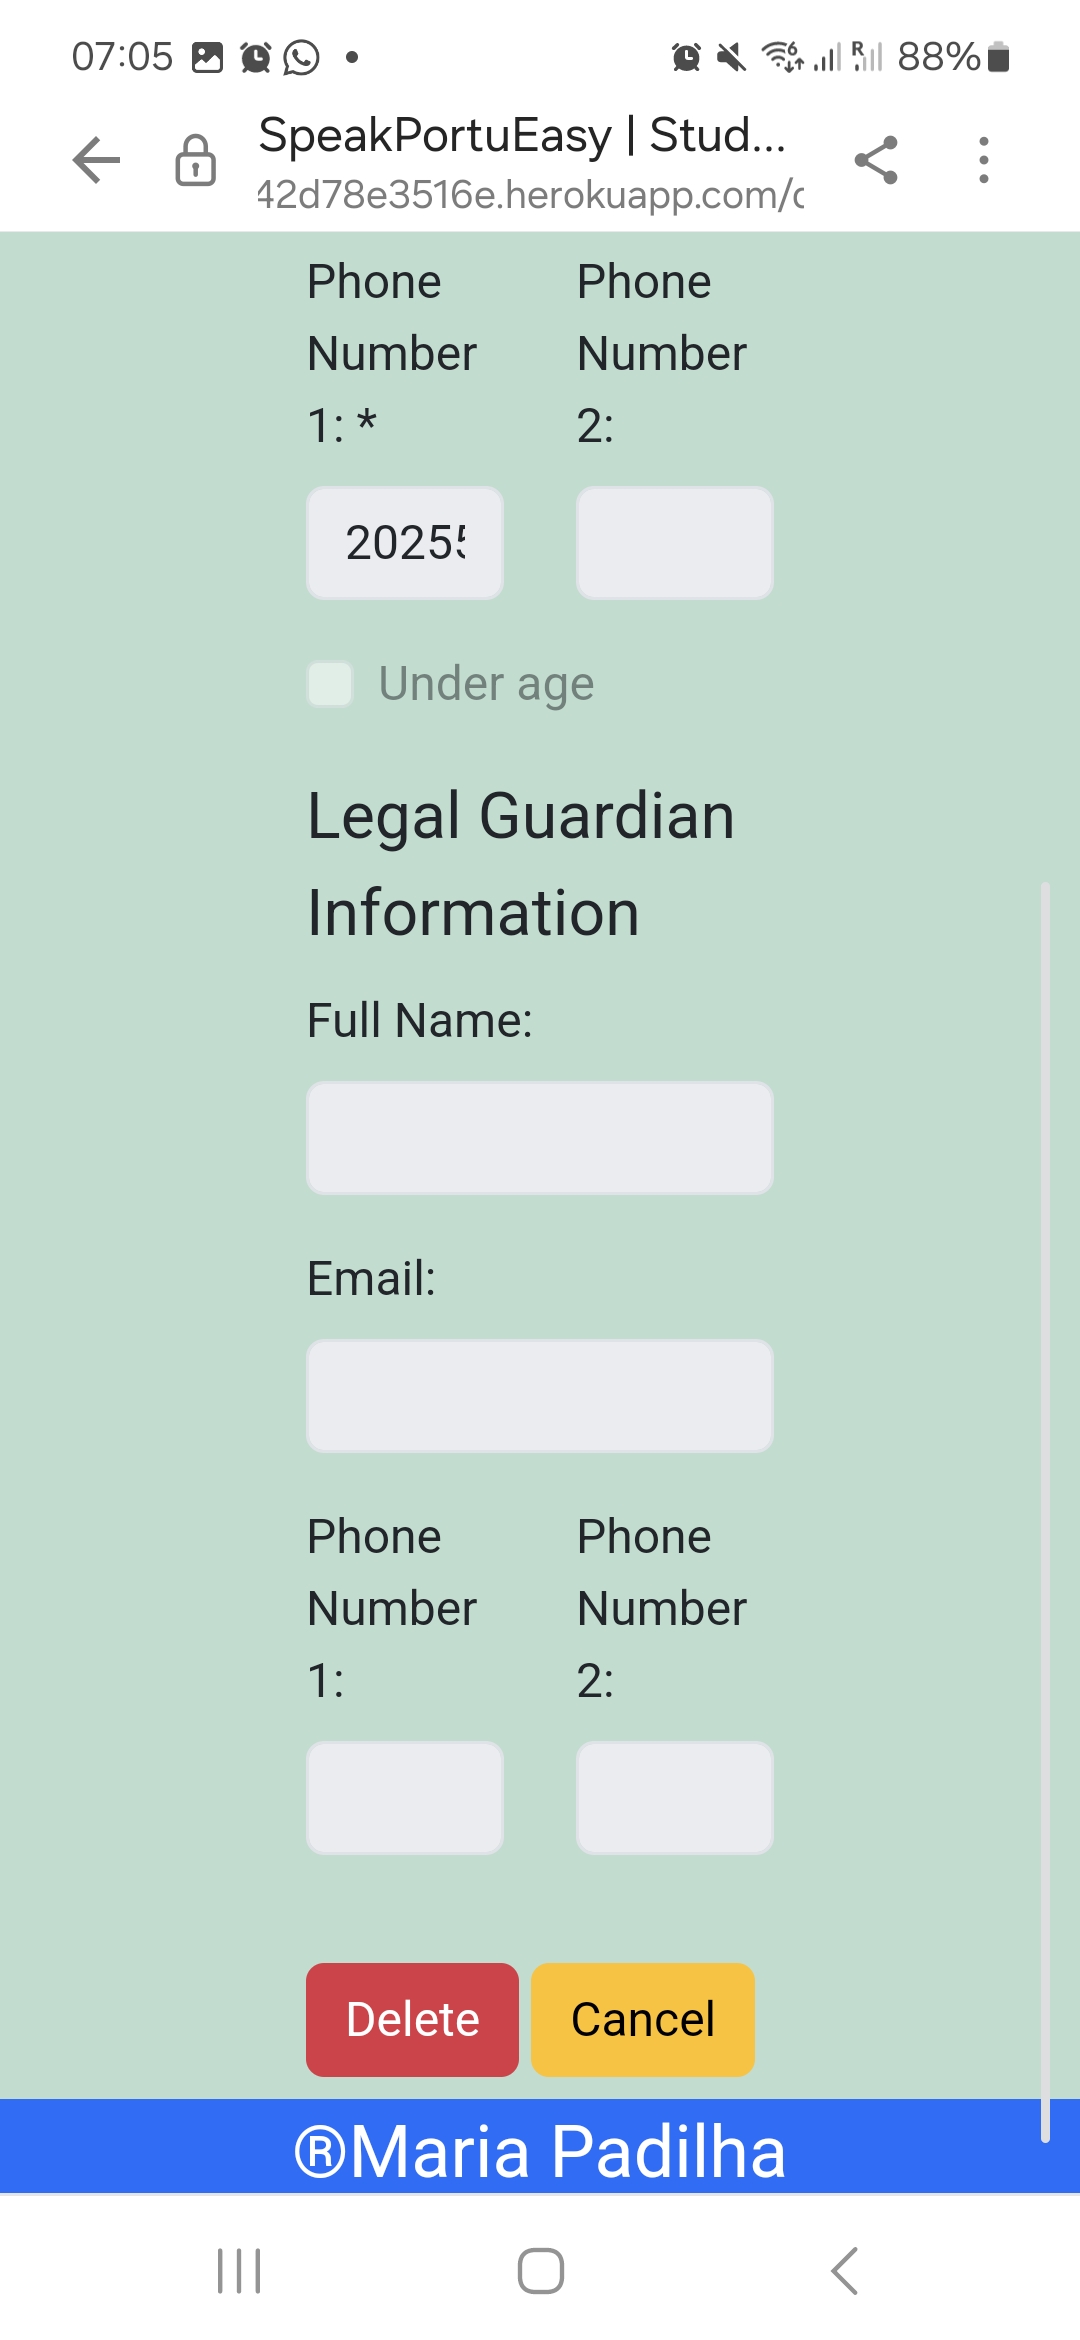 07:05 88%
SpeakPortuEasy | Stud...
42d78e3516e.herokuapp.com/
Phone Number 1: *
Phone Number 2:
2025
Under age
Legal Guardian
Information
Full Name:
Email:
Phone Number 1:
Phone Number 2:
Delete Cancel
®Maria Padilha